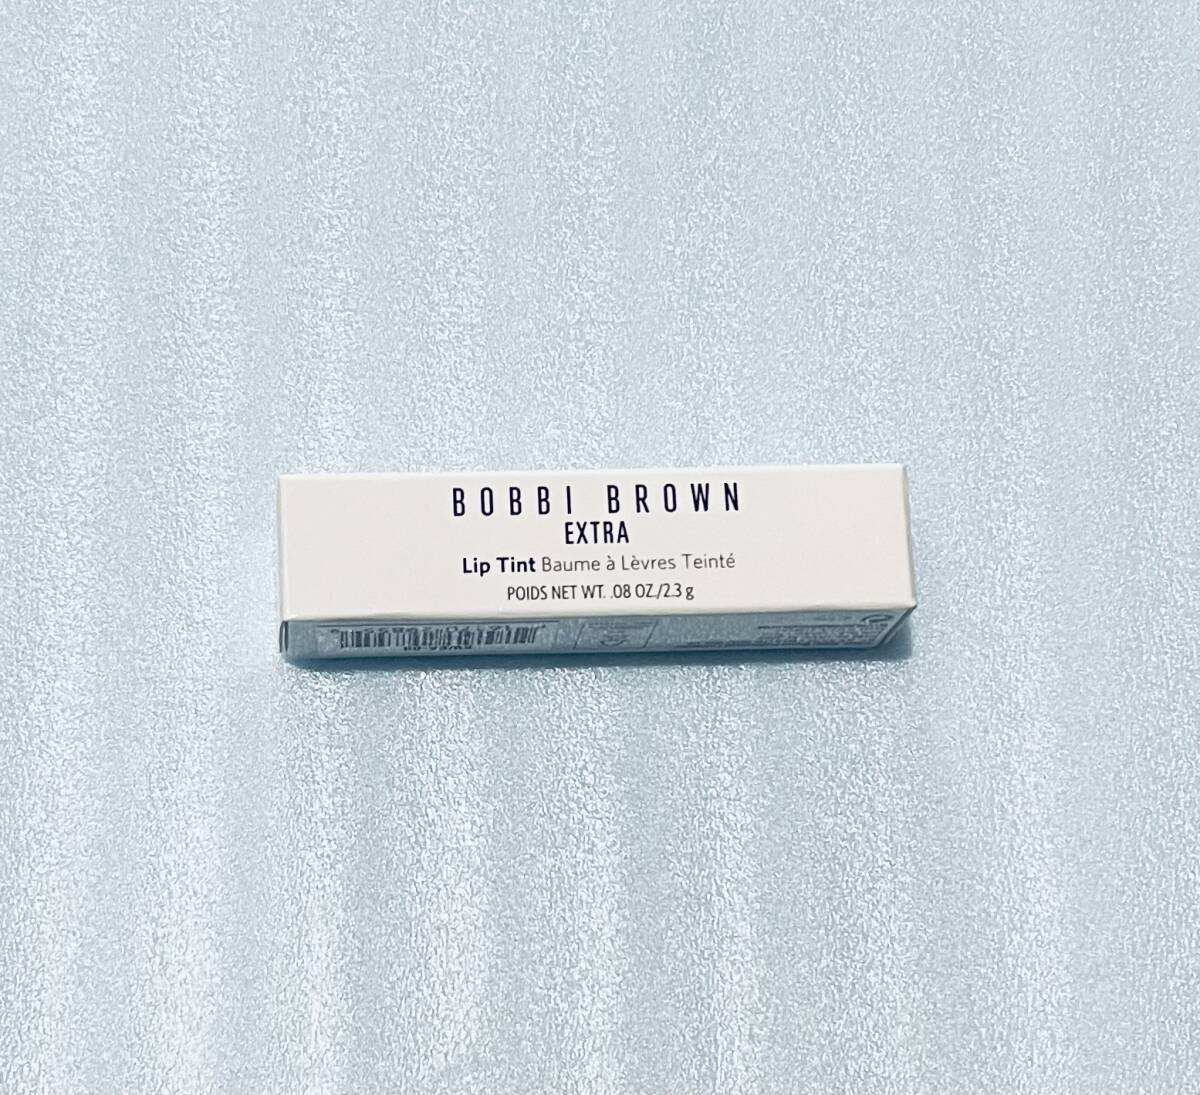 BOBBI BROWN
EXTRA
Lip Tint Baume à Lèvres Teinté
POIDS NET WT. .08 OZ./2.3 g